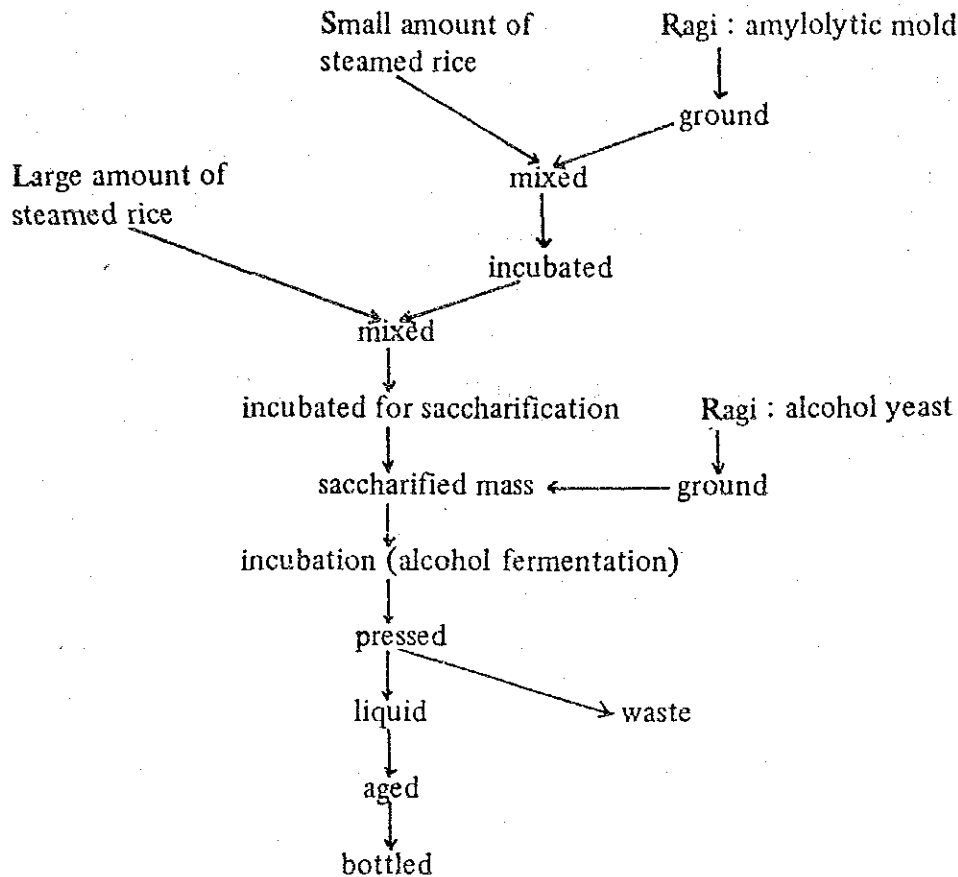 Small amount of
steamed rice
Ragi : amylolytic mold
ground
mixed
Large amount of
steamed rice
incubated
mixed
incubated for saccharification
Ragi : alcohol yeast
saccharified mass
ground
incubation (alcohol fermentation)
pressed
liquid
waste
aged
bottled